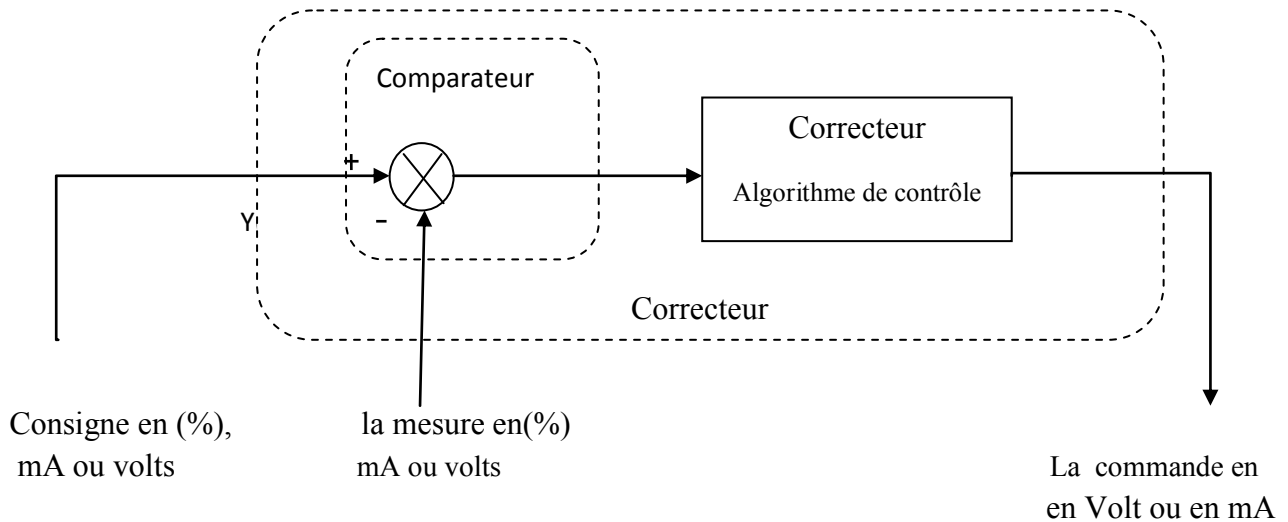 Comparateur
Correcteur
Algorithme de contrôle
+
Y
-
Correcteur
Consigne en (%),
mA ou volts
la mesure en(%)
mA ou volts
La commande en
en Volt ou en mA